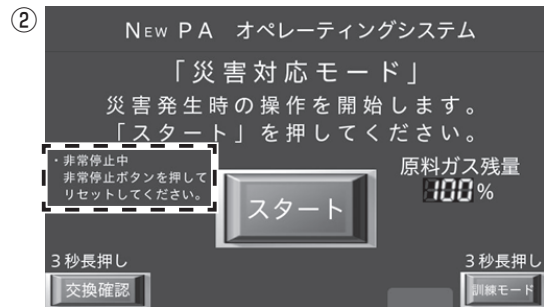 ②
NEW PA オペレーティングシステム
「災害対応モード」
災害発生時の操作を開始します。
「スタート」を押してください。
・非常停止中
非常停止ボタンを押して
リセットしてください。
スタート
原料ガス残量
100%
3秒長押し
交換確認
3秒長押し
訓練モード